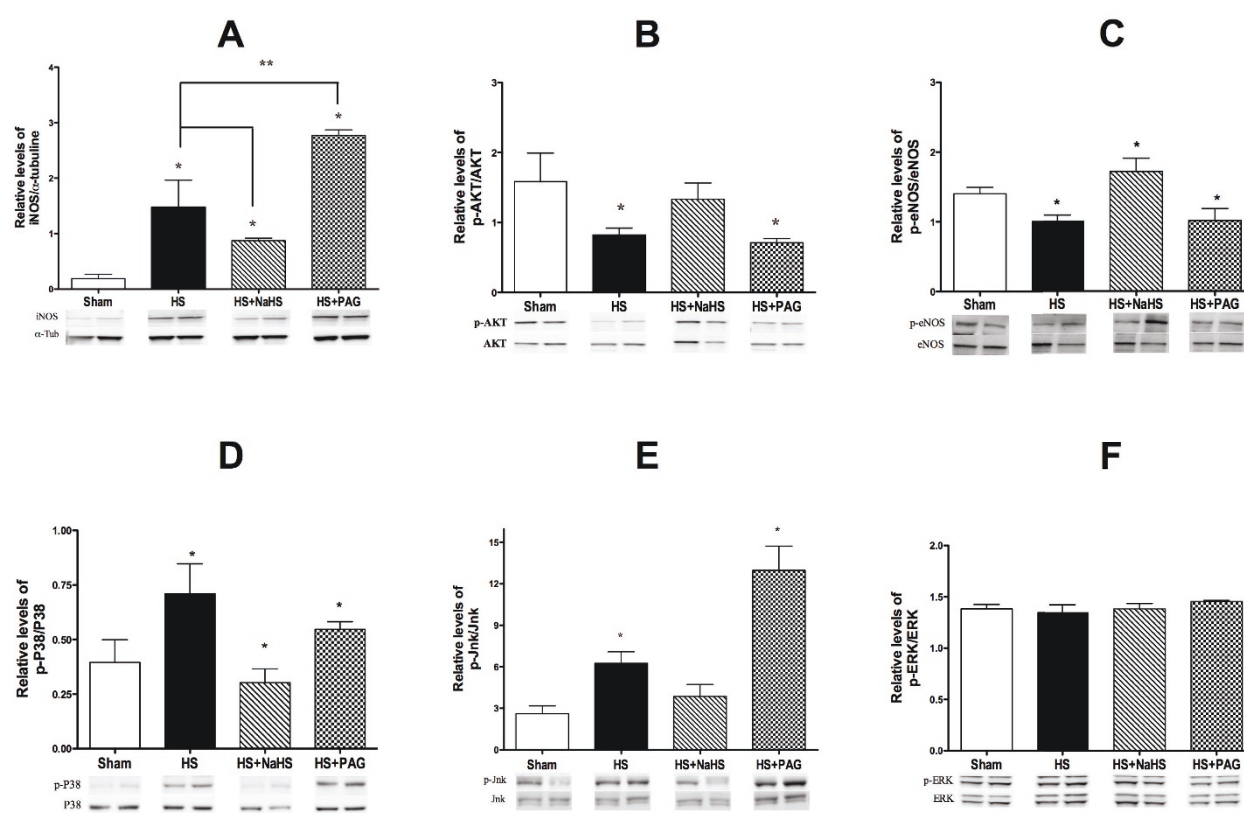 A
Relative levels of
iNOS/α-tubuline
4
3
2
1
0
*
*
*
**
Sham HS HS+NaHS HS+PAG
iNOS
α-Tub
B
Relative levels of
p-AKT/AKT
3
2
1
0
*
*
Sham HS HS+NaHS HS+PAG
p-AKT
AKT
C
Relative levels of
p-eNOS/eNOS
3
2
1
0
*
*
*
Sham HS HS+NaHS HS+PAG
p-eNOS
eNOS
D
Relative levels of
p-P38/P38
1.00
0.75
0.50
0.25
0.00
*
*
*
Sham HS HS+NaHS HS+PAG
p-P38
P38
E
Relative levels of
p-Jnk/Jnk
15
12
9
6
3
0
*
*
Sham HS HS+NaHS HS+PAG
p-Jnk
Jnk
F
Relative levels of
p-ERK/ERK
2.0
1.5
1.0
0.5
0.0
Sham HS HS+NaHS HS+PAG
p-ERK
ERK